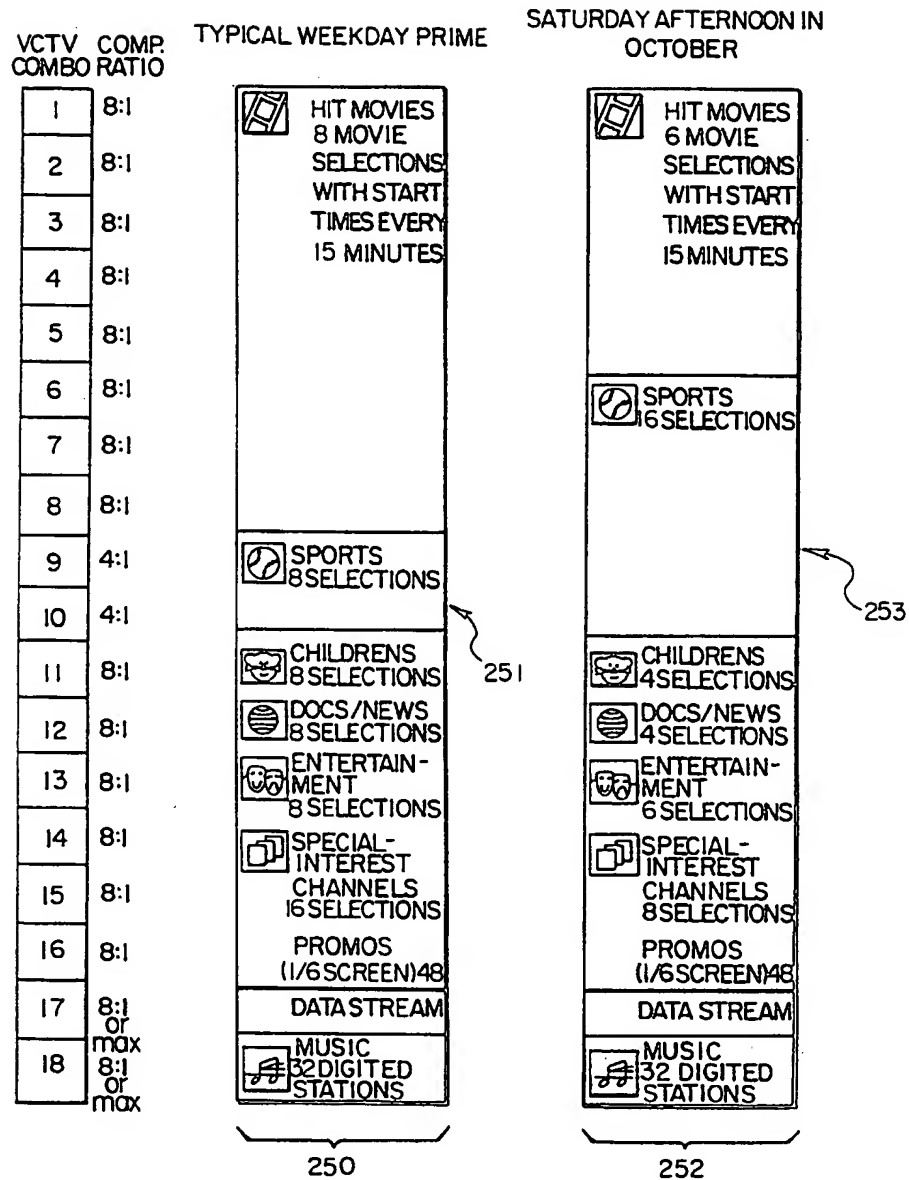 VCTV COMBO
COMP. RATIO
1 8:1
2 8:1
3 8:1
4 8:1
5 8:1
6 8:1
7 8:1
8 8:1
9 4:1
10 4:1
11 8:1
12 8:1
13 8:1
14 8:1
15 8:1
16 8:1
17 8:1
or
max
18 8:1
or
max
TYPICAL WEEKDAY PRIME
HIT MOVIES
8 MOVIE
SELECTIONS
WITH START
TIMES EVERY
15 MINUTES
SPORTS
8 SELECTIONS
251
CHILDRENS
8 SELECTIONS
DOCS/NEWS
8 SELECTIONS
ENTERTAIN-
MENT
8 SELECTIONS
SPECIAL-
INTEREST
CHANNELS
16 SELECTIONS
PROMOS
(1/6 SCREEN)48
DATA STREAM
MUSIC
32 DIGITED
STATIONS
250
SATURDAY AFTERNOON IN
OCTOBER
HIT MOVIES
6 MOVIE
SELECTIONS
WITH START
TIMES EVERY
15 MINUTES
SPORTS
16 SELECTIONS
253
CHILDRENS
4 SELECTIONS
DOCS/NEWS
4 SELECTIONS
ENTERTAIN-
MENT
6 SELECTIONS
SPECIAL-
INTEREST
CHANNELS
8 SELECTIONS
PROMOS
(1/6 SCREEN)48
DATA STREAM
MUSIC
32 DIGITED
STATIONS
252